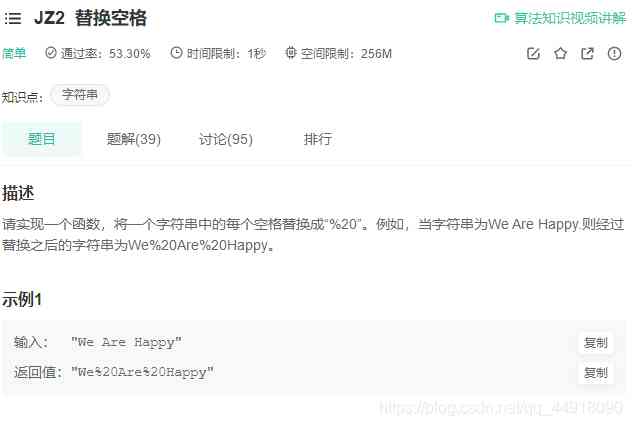 JZ2 替换空格
算法知识视频讲解
简单 通过率：53.30% 时间限制：1秒 空间限制：256M
知识点： 字符串
题目 题解(39) 讨论(95) 排行
描述
请实现一个函数，将一个字符串中的每个空格替换成“%20”。例如，当字符串为We Are Happy.则经过
替换之后的字符串为We%20Are%20Happy。
示例1
输入： "We Are Happy" 复制
返回值："We%20Are%20Happy" 复制
https://blog.csdn.net/qq_44918090